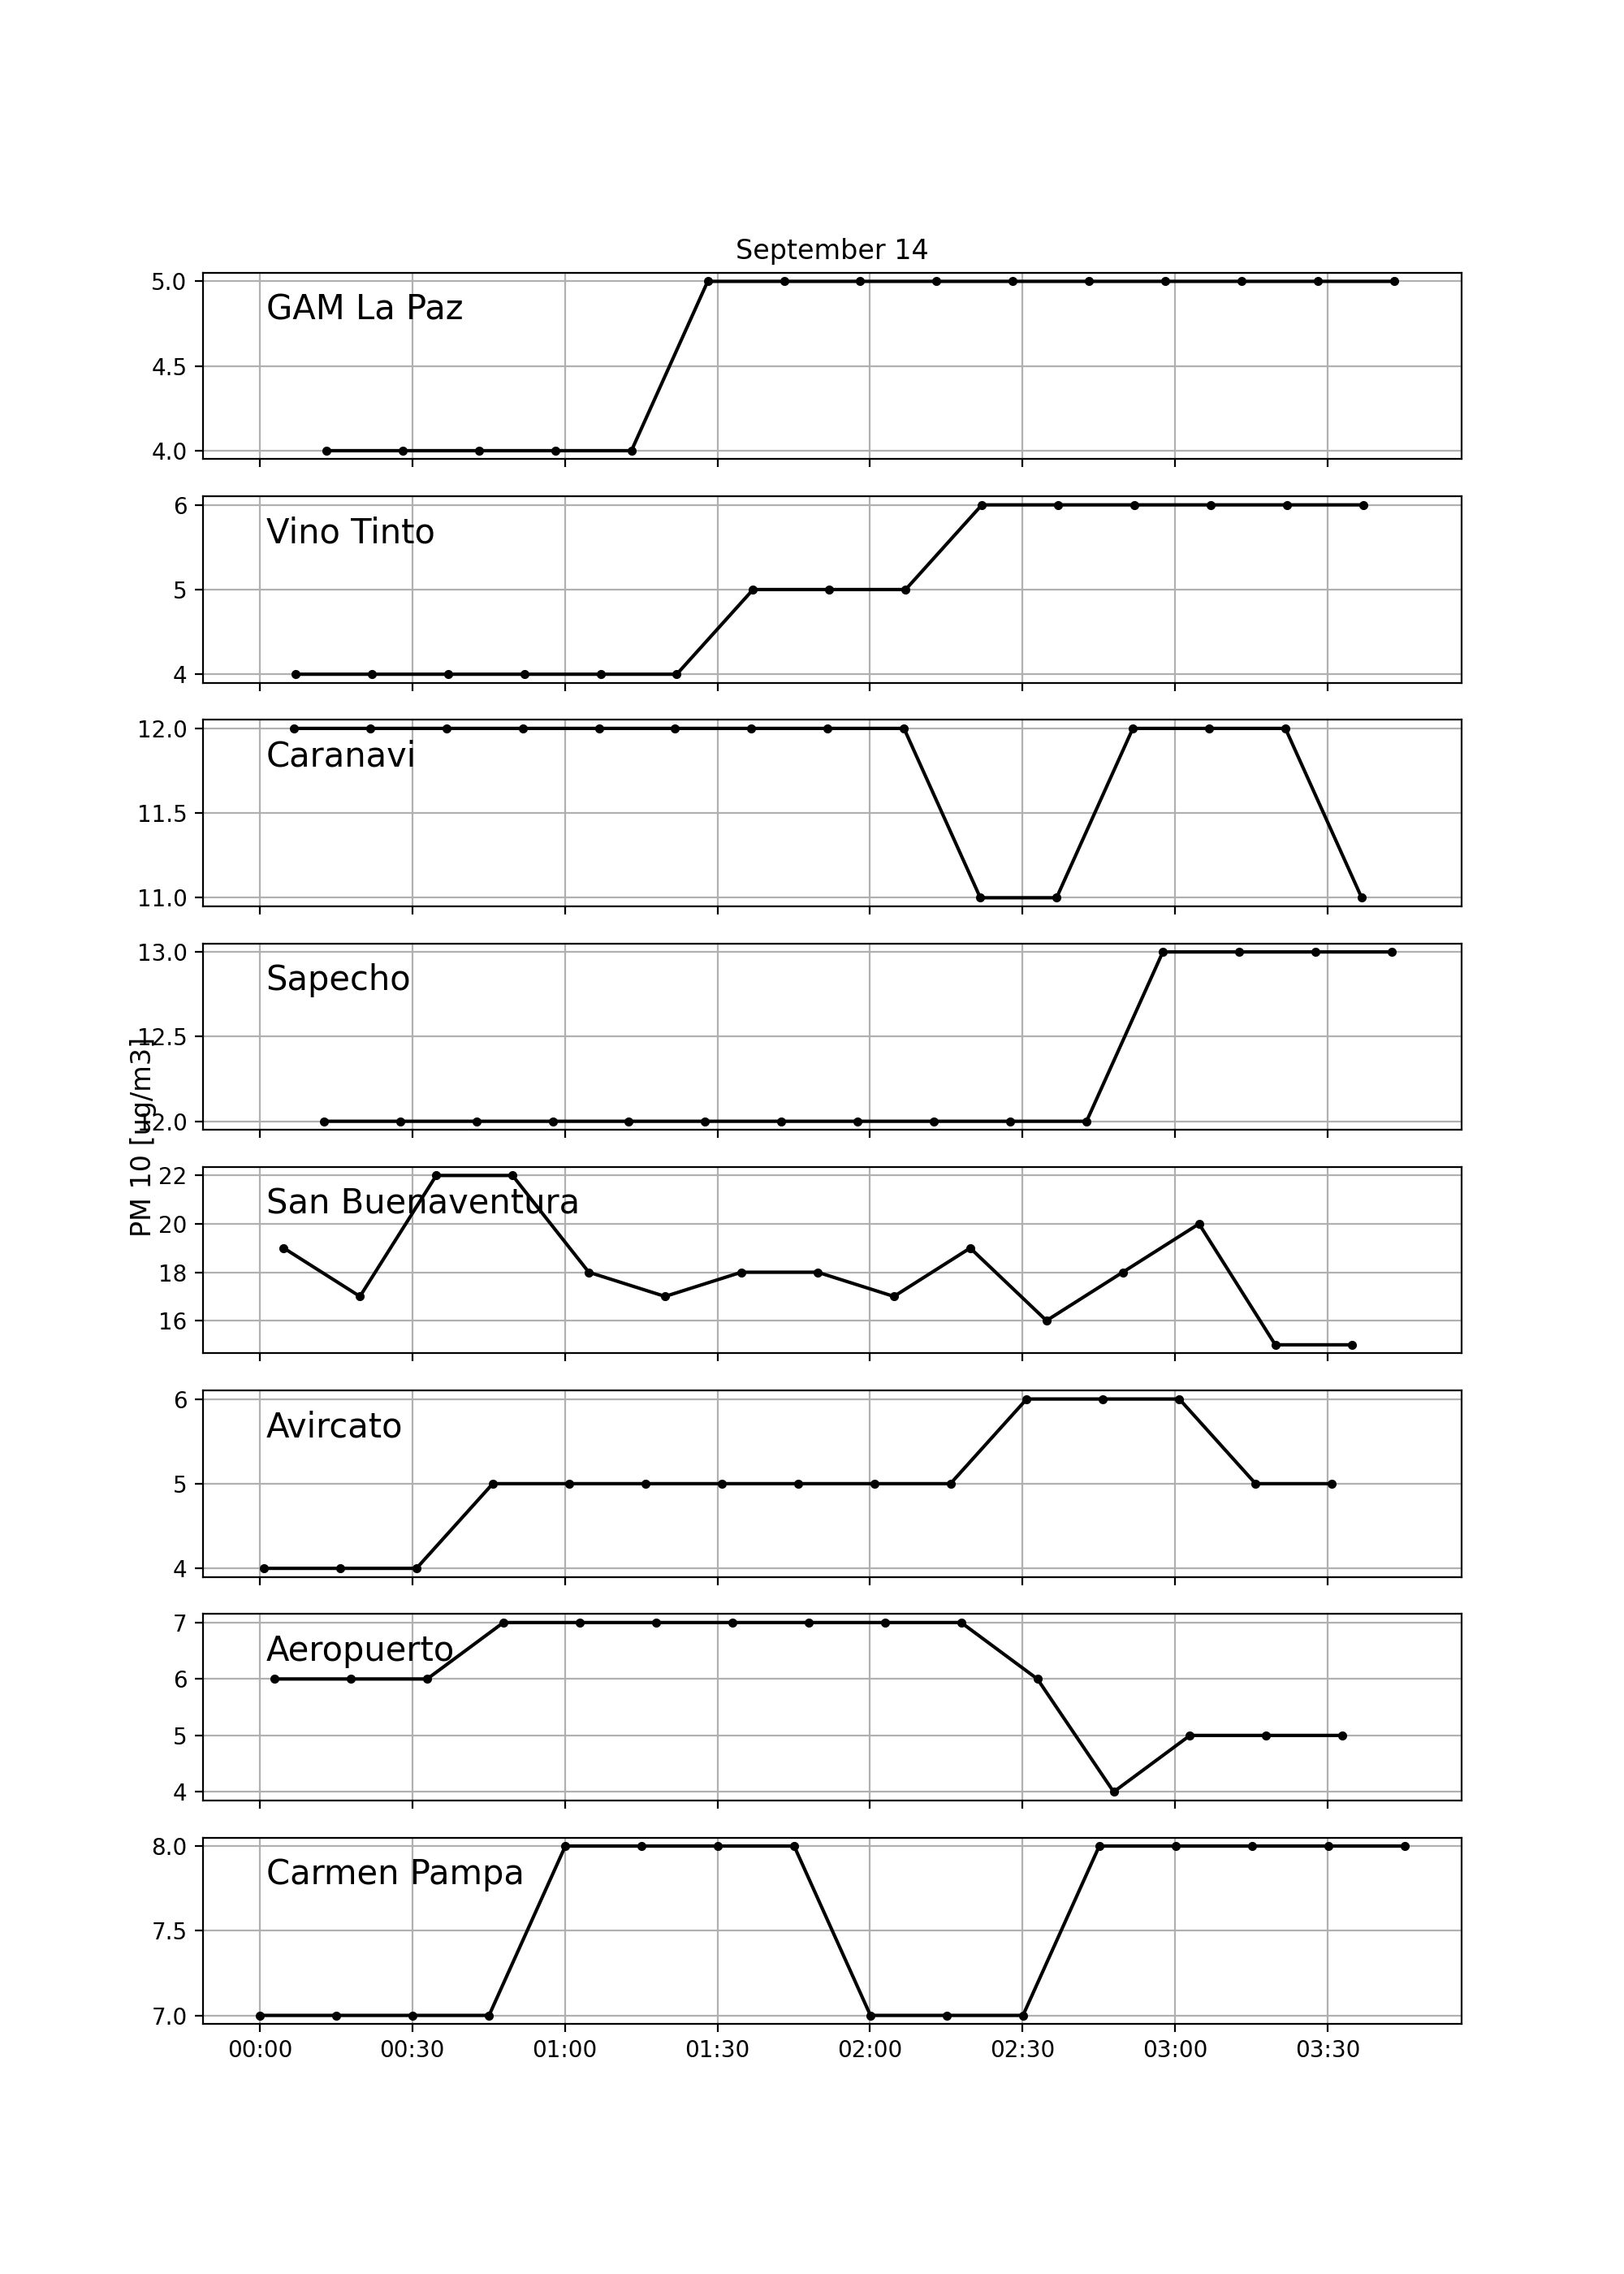 September 14
5.0
GAM La Paz
4.5
4.0
6
Vino Tinto
5
4
12.0
Caranavi
11.5
11.0
13.0
Sapecho
12.5
12.0
PM 10 [ug/m3]
22
San Buenaventura
20
18
16
6
Avircato
5
4
7
Aeropuerto
6
5
4
8.0
Carmen Pampa
7.5
7.0
00:00 00:30 01:00 01:30 02:00 02:30 03:00 03:30